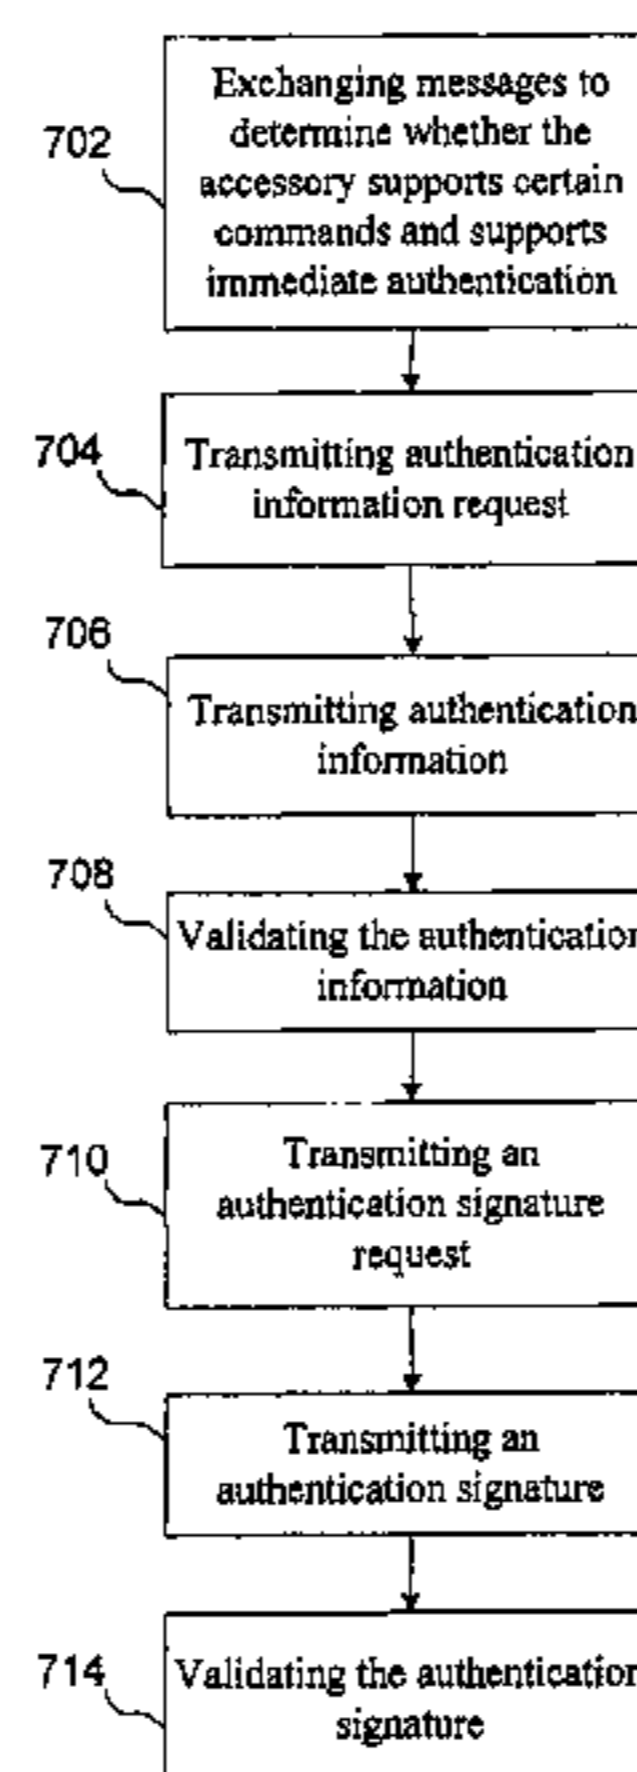 702
Exchanging messages to
determine whether the
accessory supports certain
commands and supports
immediate authentication
704
Transmitting authentication
information request
706
Transmitting authentication
information
708
Validating the authentication
information
710
Transmitting an
authentication signature
request
712
Transmitting an
authentication signature
714
Validating the authentication
signature